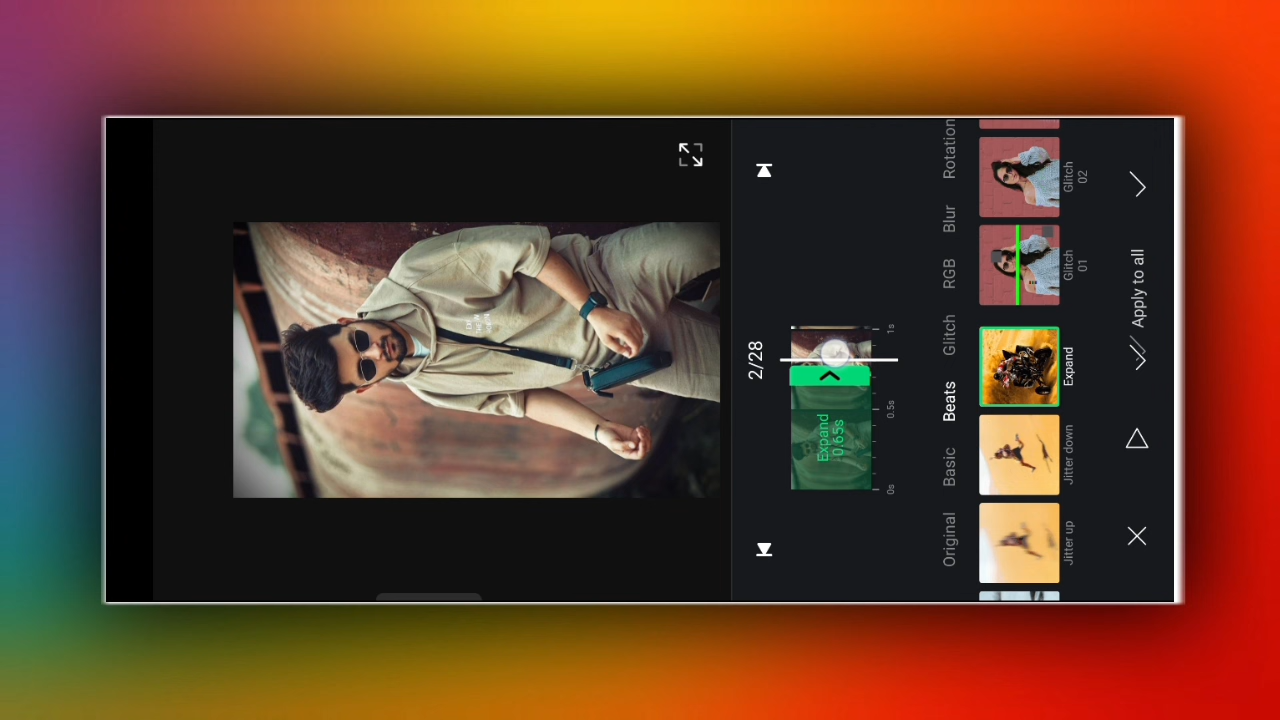 2/28
Expand
0.65s
0s
0.5s
1s
Original
Basic
Beats
Glitch
RGB
Blur
Rotation
Jitter up
Jitter down
Expand
Glitch
01
Glitch
02
Apply to all